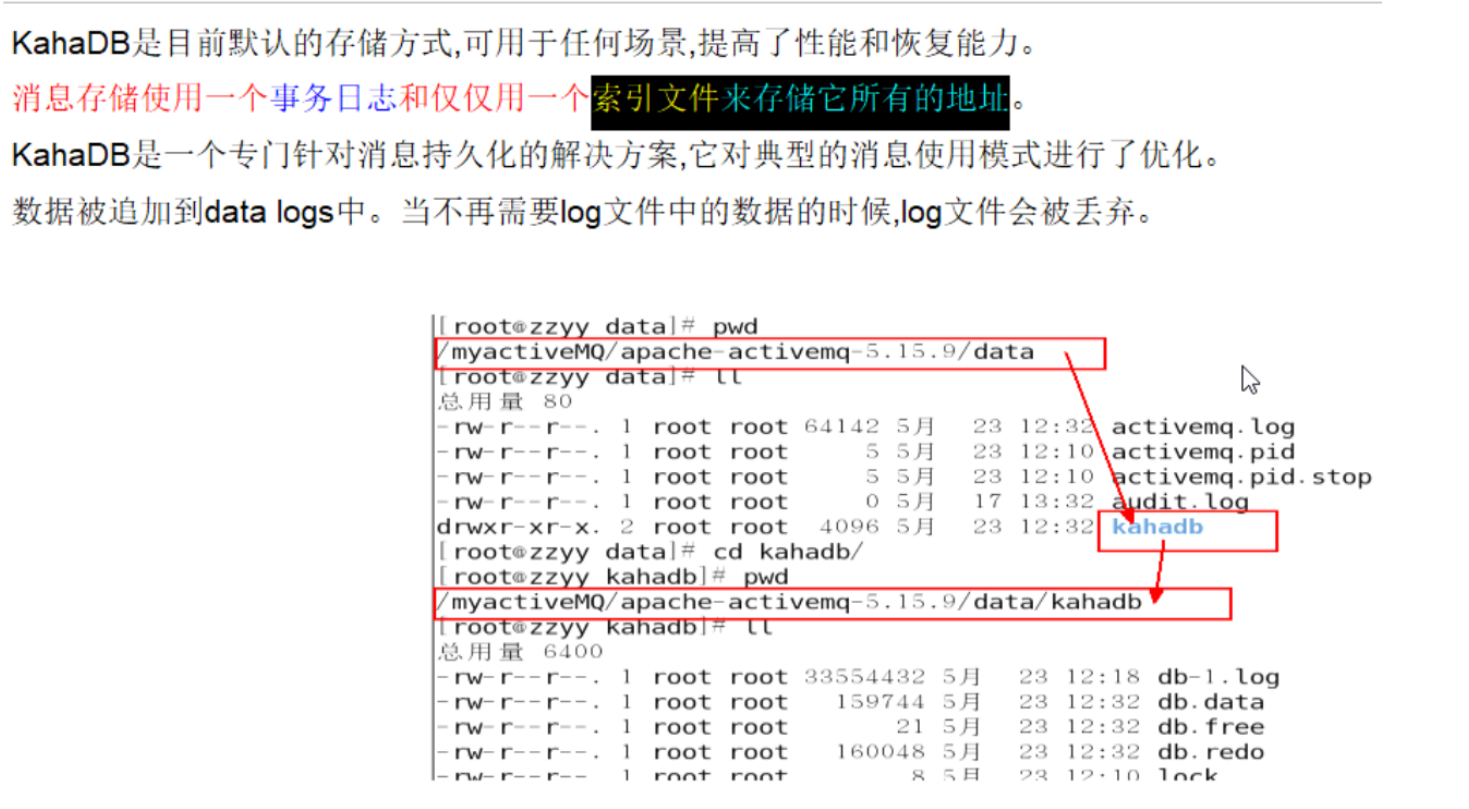 KahaDB是目前默认的存储方式,可用于任何场景,提高了性能和恢复能力。
消息存储使用一个事务日志和仅仅用一个索引文件来存储它所有的地址。
KahaDB是一个专门针对消息持久化的解决方案,它对典型的消息使用模式进行了优化。
数据被追加到data logs中。当不再需要log文件中的数据的时候,log文件会被丢弃。
[root@zzyy data]# pwd
/myactiveMQ/apache-activemq-5.15.9/data
[root@zzyy data]# ll
总用量 80
-rw-r--r--. 1 root root 64142 5月 23 12:32 activemq.log
-rw-r--r--. 1 root root 5 5月 23 12:10 activemq.pid
-rw-r--r--. 1 root root 5 5月 23 12:10 activemq.pid.stop
-rw-r--r--. 1 root root 0 5月 17 13:32 audit.log
drwxr-xr-x. 2 root root 4096 5月 23 12:32 kahadb
[root@zzyy data]# cd kahadb/
[root@zzyy kahadb]# pwd
/myactiveMQ/apache-activemq-5.15.9/data/kahadb
[root@zzyy kahadb]# ll
总用量 6400
-rw-r--r--. 1 root root 33554432 5月 23 12:18 db-1.log
-rw-r--r--. 1 root root 159744 5月 23 12:32 db.data
-rw-r--r--. 1 root root 21 5月 23 12:32 db.free
-rw-r--r--. 1 root root 160048 5月 23 12:32 db.redo
-rw-r--r-- 1 root root 8 5月 23 12:10 lock